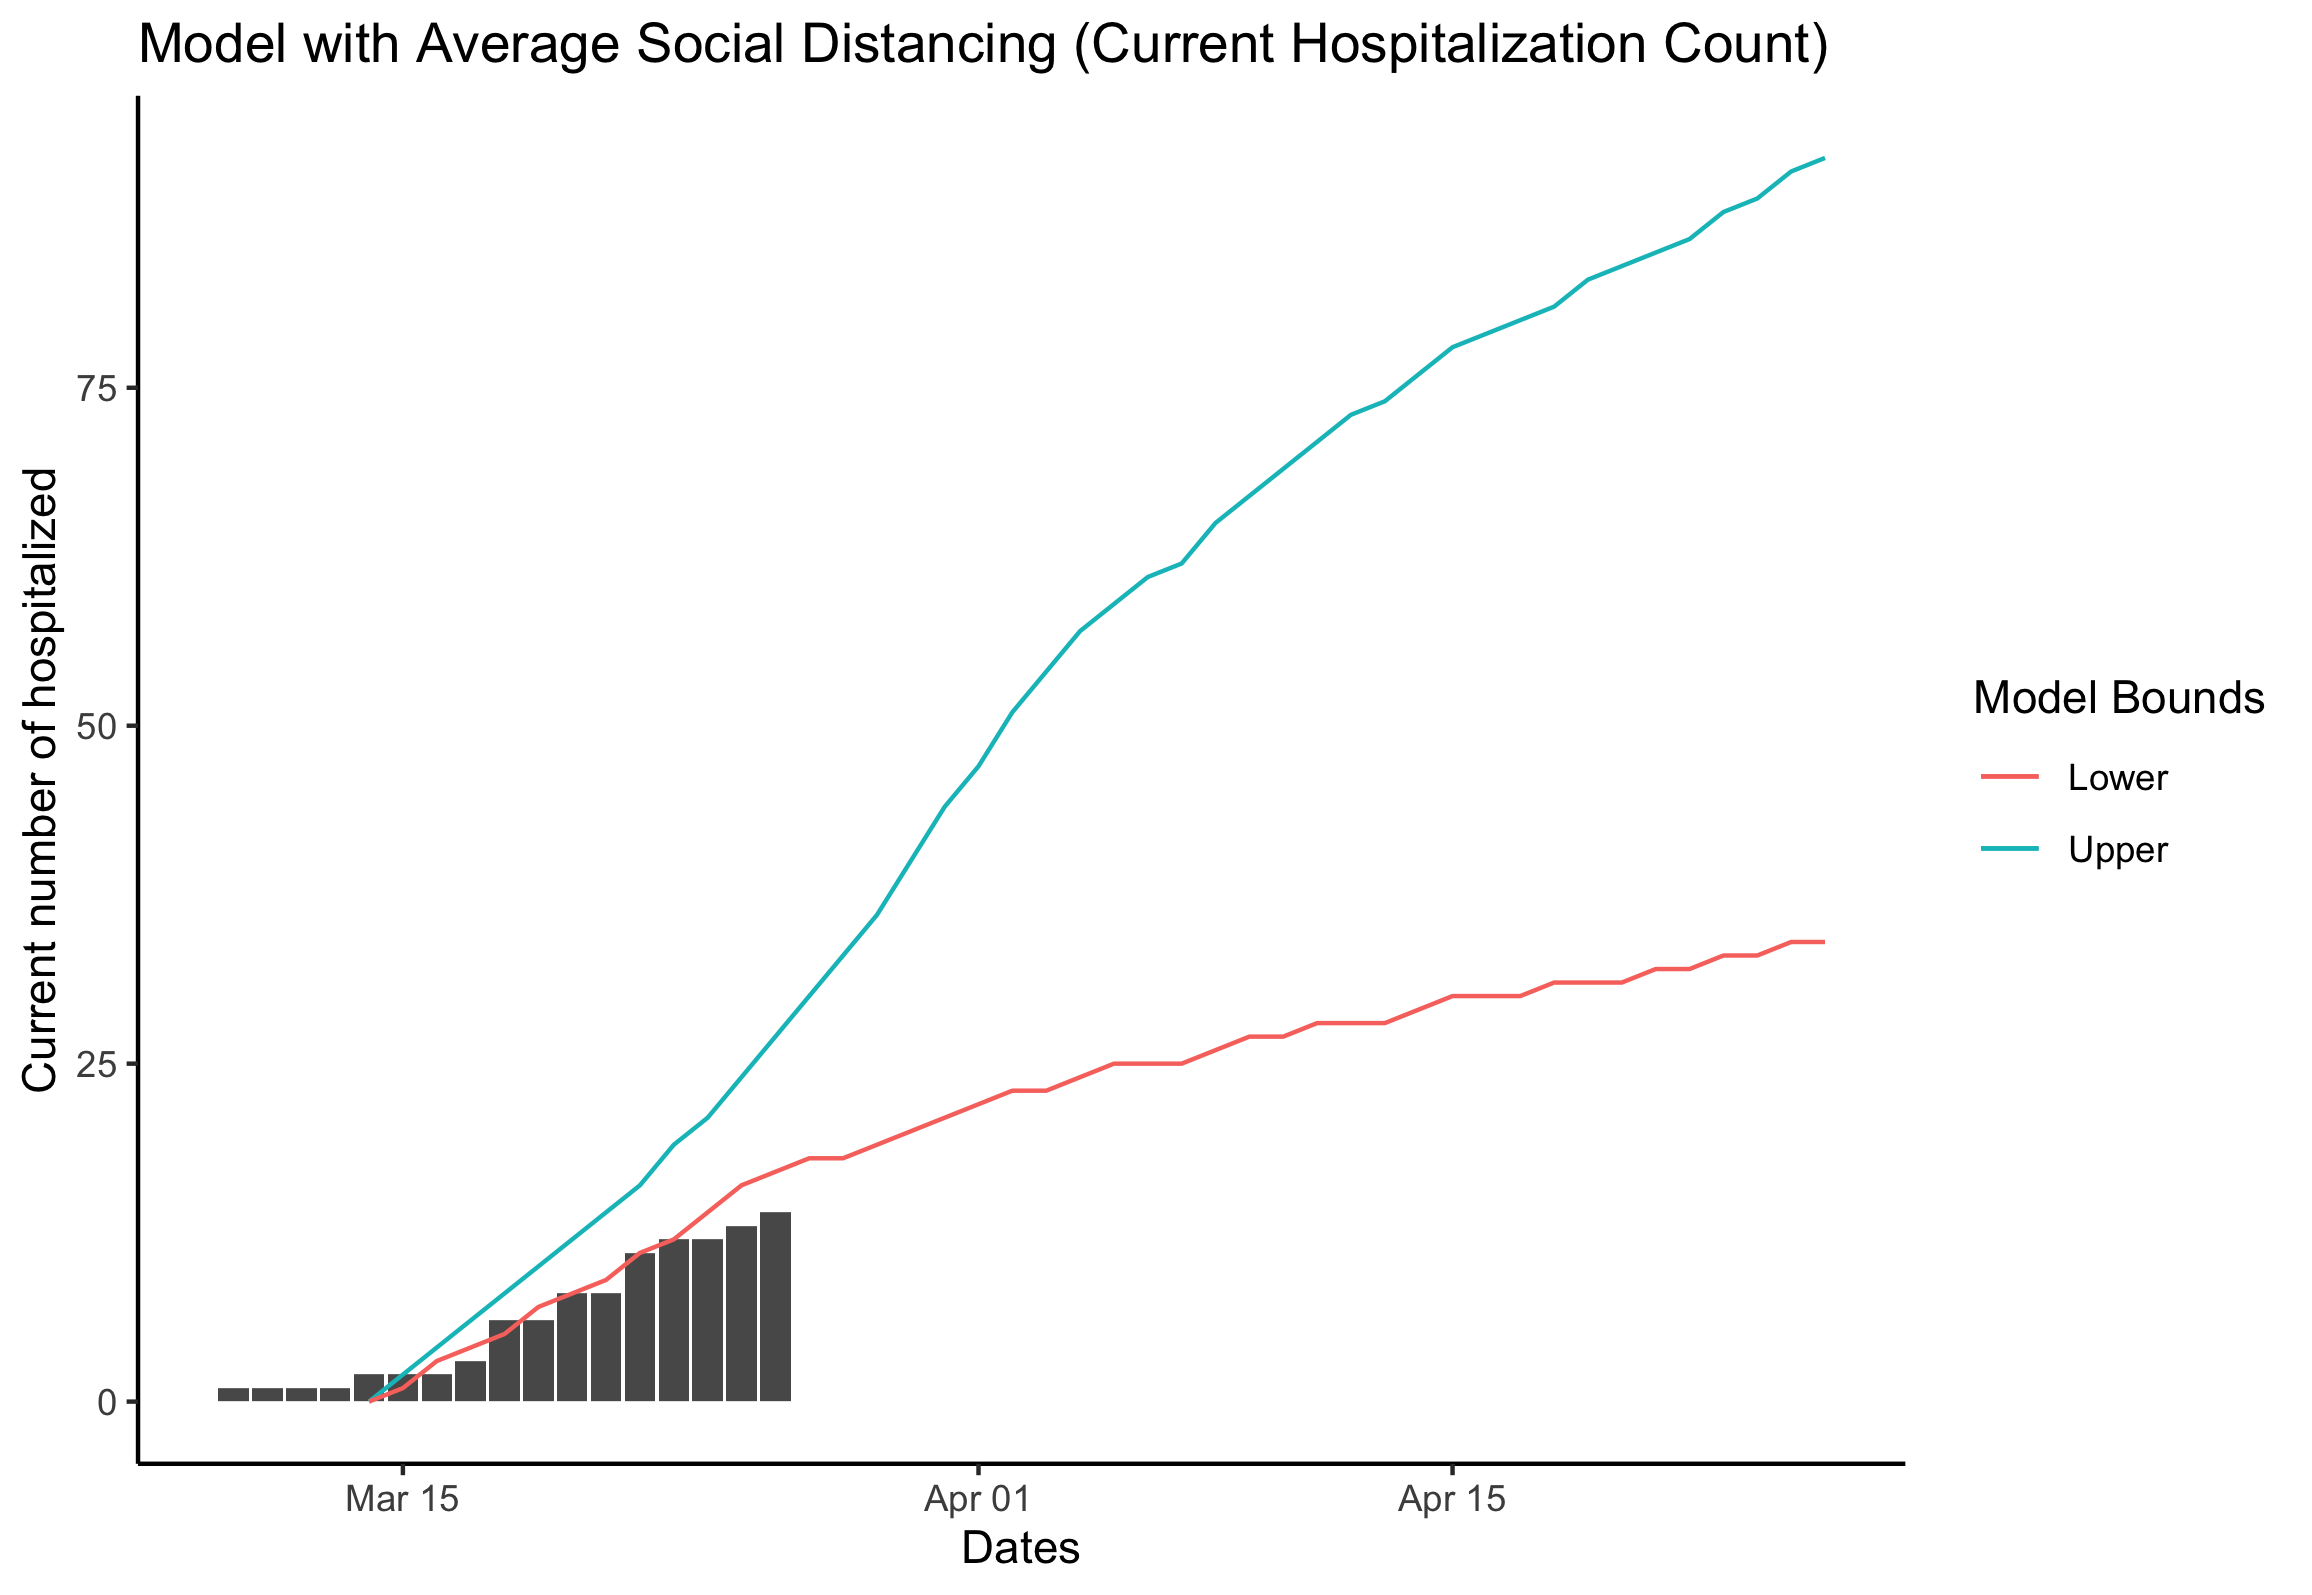 Model with Average Social Distancing (Current Hospitalization Count)
Current number of hospitalized
75
50
25
0
Mar 15
Apr 01
Apr 15
Dates
Model Bounds
Lower
Upper